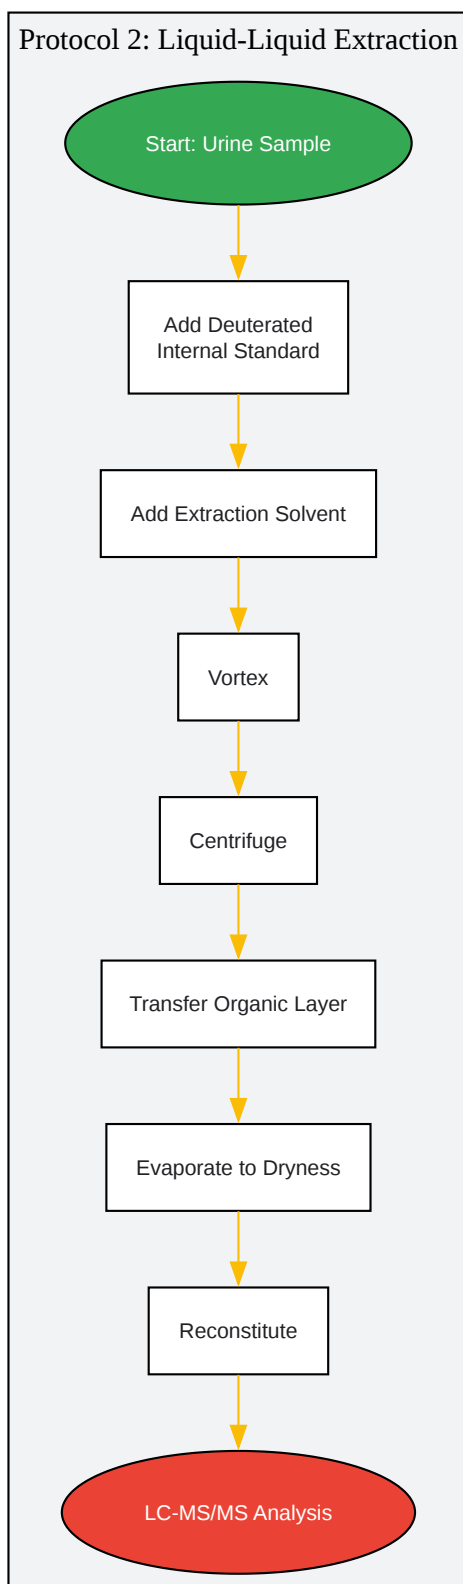 Protocol 2: Liquid-Liquid Extraction
Start: Urine Sample
Add Deuterated
Internal Standard
Add Extraction Solvent
Vortex
Centrifuge
Transfer Organic Layer
Evaporate to Dryness
Reconstitute
LC-MS/MS Analysis